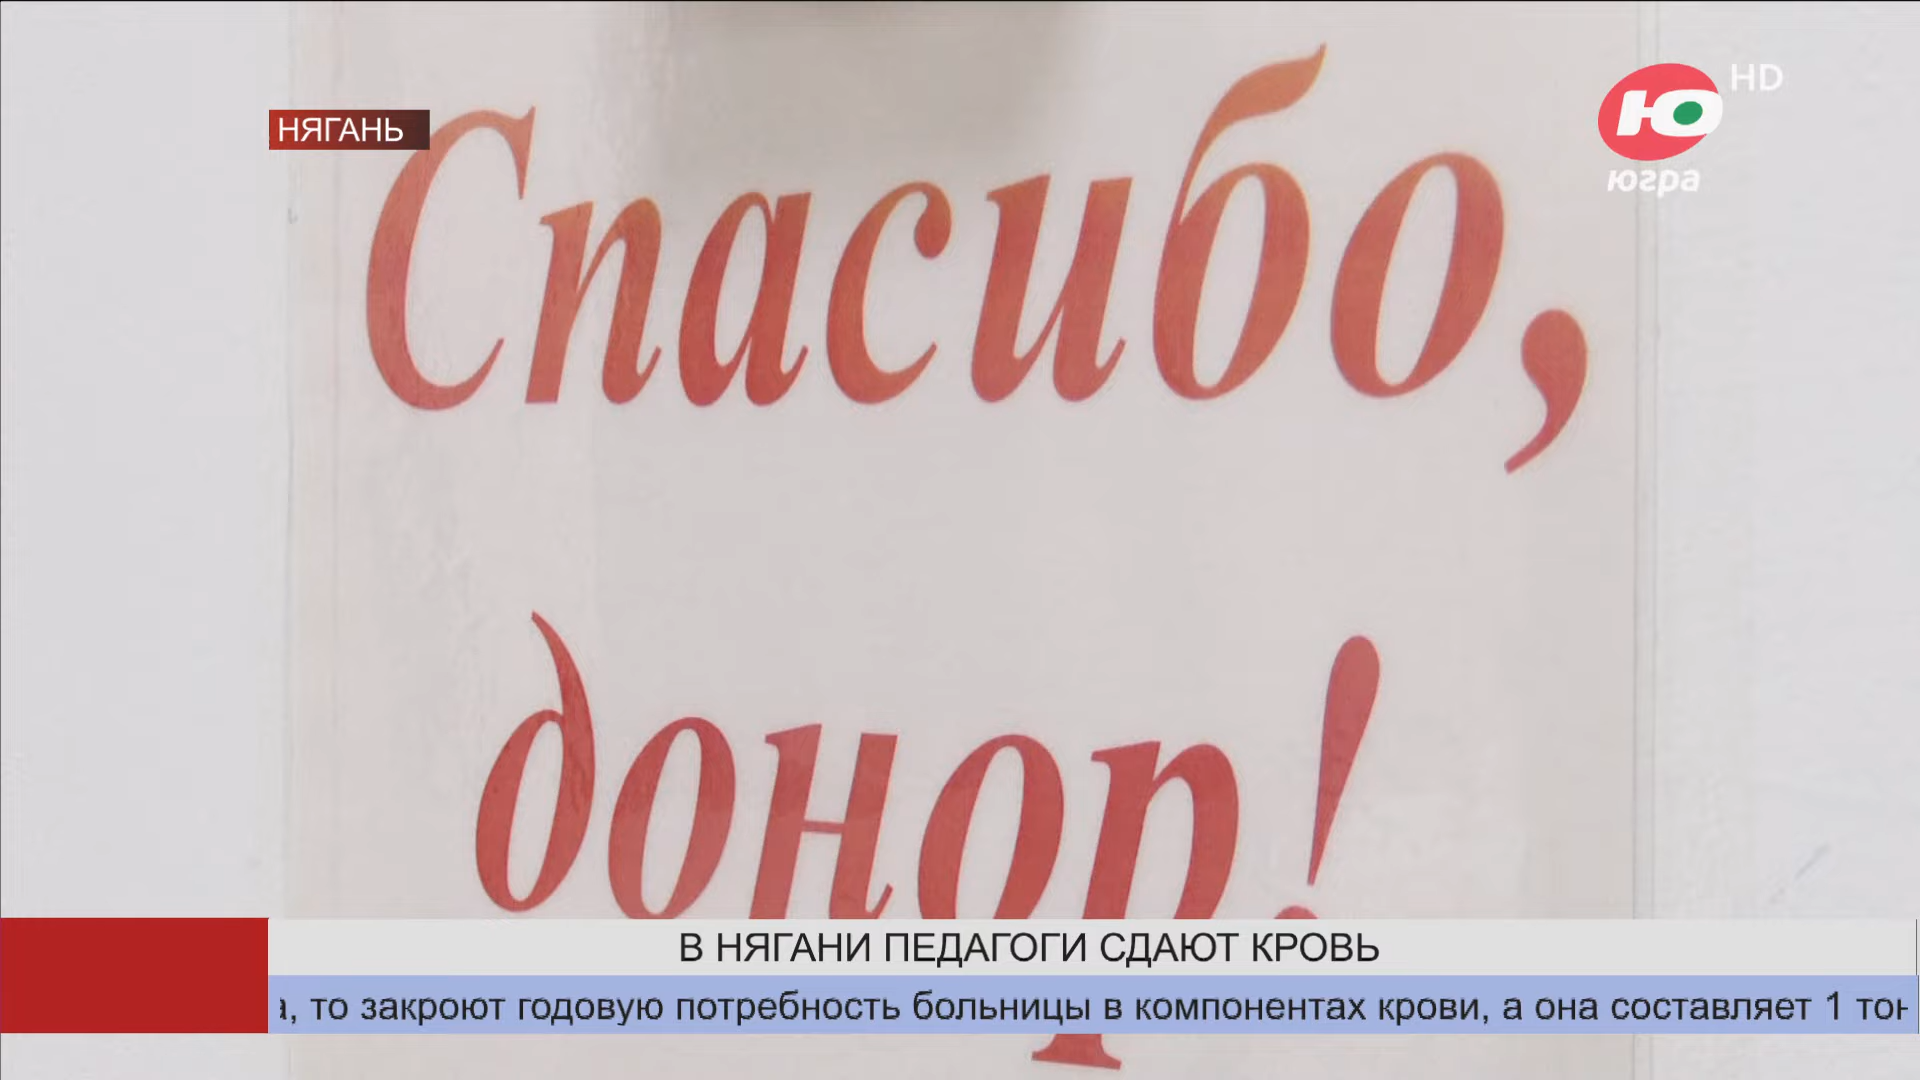 НЯГАНЬ
HD
Ю
югра
Спасибо,
донор!
В НЯГАНИ ПЕДАГОГИ СДАЮТ КРОВЬ
, то закроют годовую потребность больницы в компонентах крови, а она составляет 1